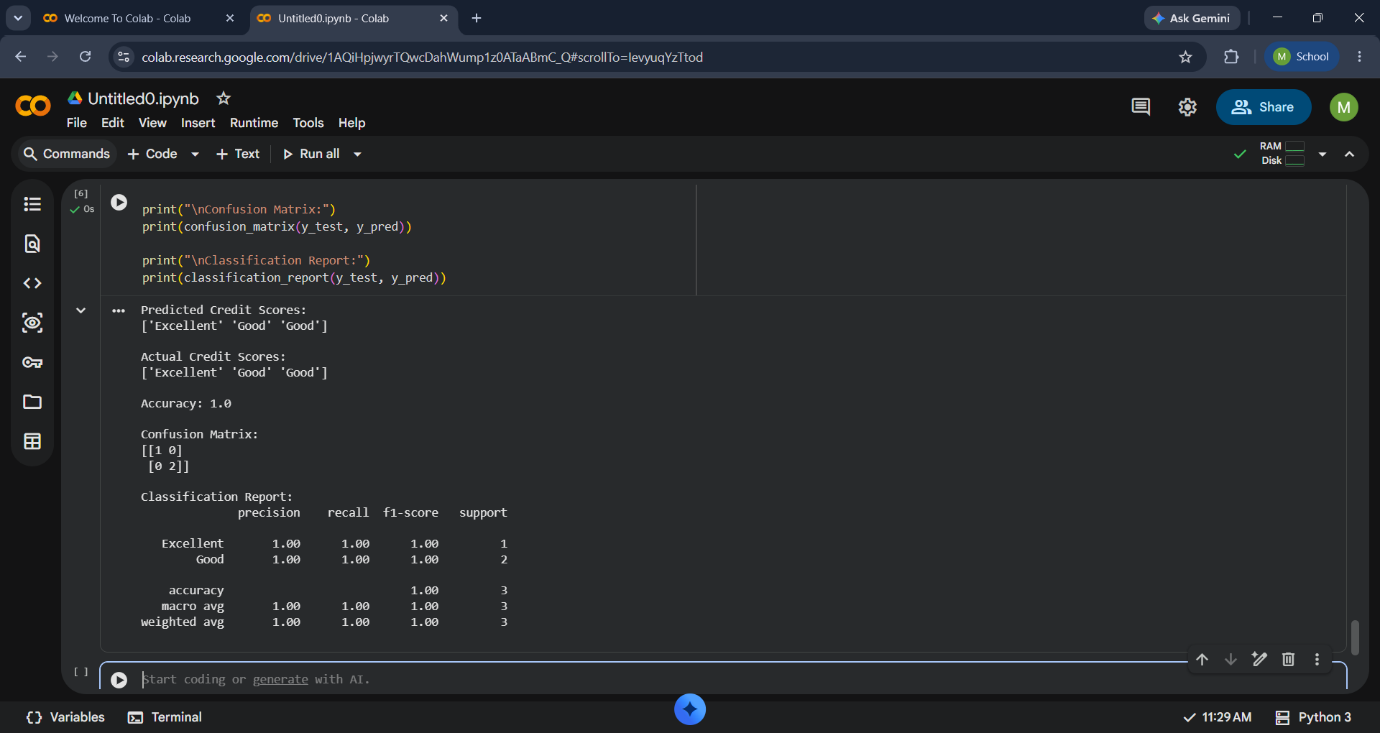 Welcome To Colab - Colab
Untitled0.ipynb - Colab
Ask Gemini
colab.research.google.com/drive/1AQiHpjwyrTQwcDahWump1z0ATaABmC_Q#scrollTo=levyuqYzTtod
M School
CO Untitled0.ipynb
File Edit View Insert Runtime Tools Help
Share
M
Commands + Code + Text Run all
RAM
Disk
[6]
0s
print("\nConfusion Matrix:")
print(confusion_matrix(y_test, y_pred))
print("\nClassification Report:")
print(classification_report(y_test, y_pred))
Predicted Credit Scores:
['Excellent' 'Good' 'Good']
Actual Credit Scores:
['Excellent' 'Good' 'Good']
Accuracy: 1.0
Confusion Matrix:
[[1 0]
[0 2]]
Classification Report:
precision recall f1-score support
Excellent 1.00 1.00 1.00 1
Good 1.00 1.00 1.00 2
accuracy 1.00 3
macro avg 1.00 1.00 1.00 3
weighted avg 1.00 1.00 1.00 3
[ ]
Start coding or generate with AI.
{} Variables Terminal
11:29 AM Python 3